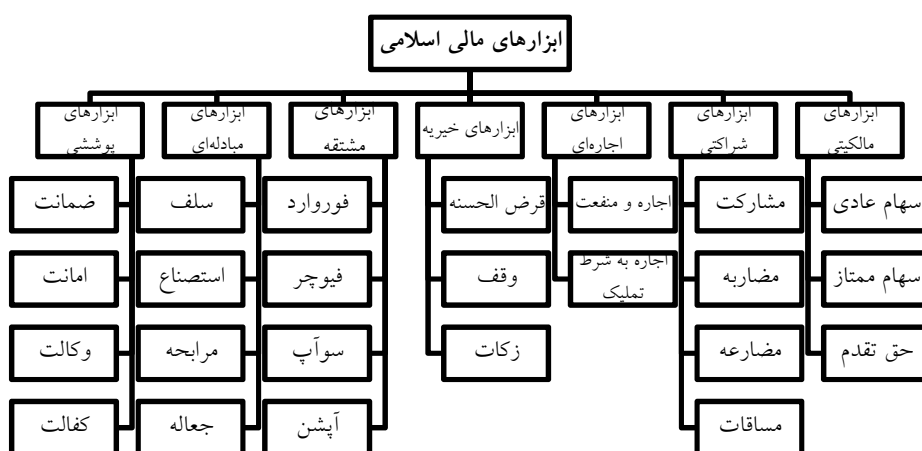 ابزارهای مالی اسلامی
ابزارهای
مالکیتی
ابزارهای
شراکتی
ابزارهای
اجاره‌ای
ابزارهای خیریه
ابزارهای
مشتقه
ابزارهای
مبادله‌ای
ابزارهای
پوششی
سهام عادی
سهام ممتاز
حق تقدم
مشارکت
مضاربه
مضارعه
مساقات
اجاره و منفعت
اجاره به شرط
تملیک
قرض الحسنه
وقف
زکات
فوروارد
فیوچر
سوآپ
آپشن
سلف
استصناع
مرابحه
جعاله
ضمانت
امانت
وکالت
کفالت